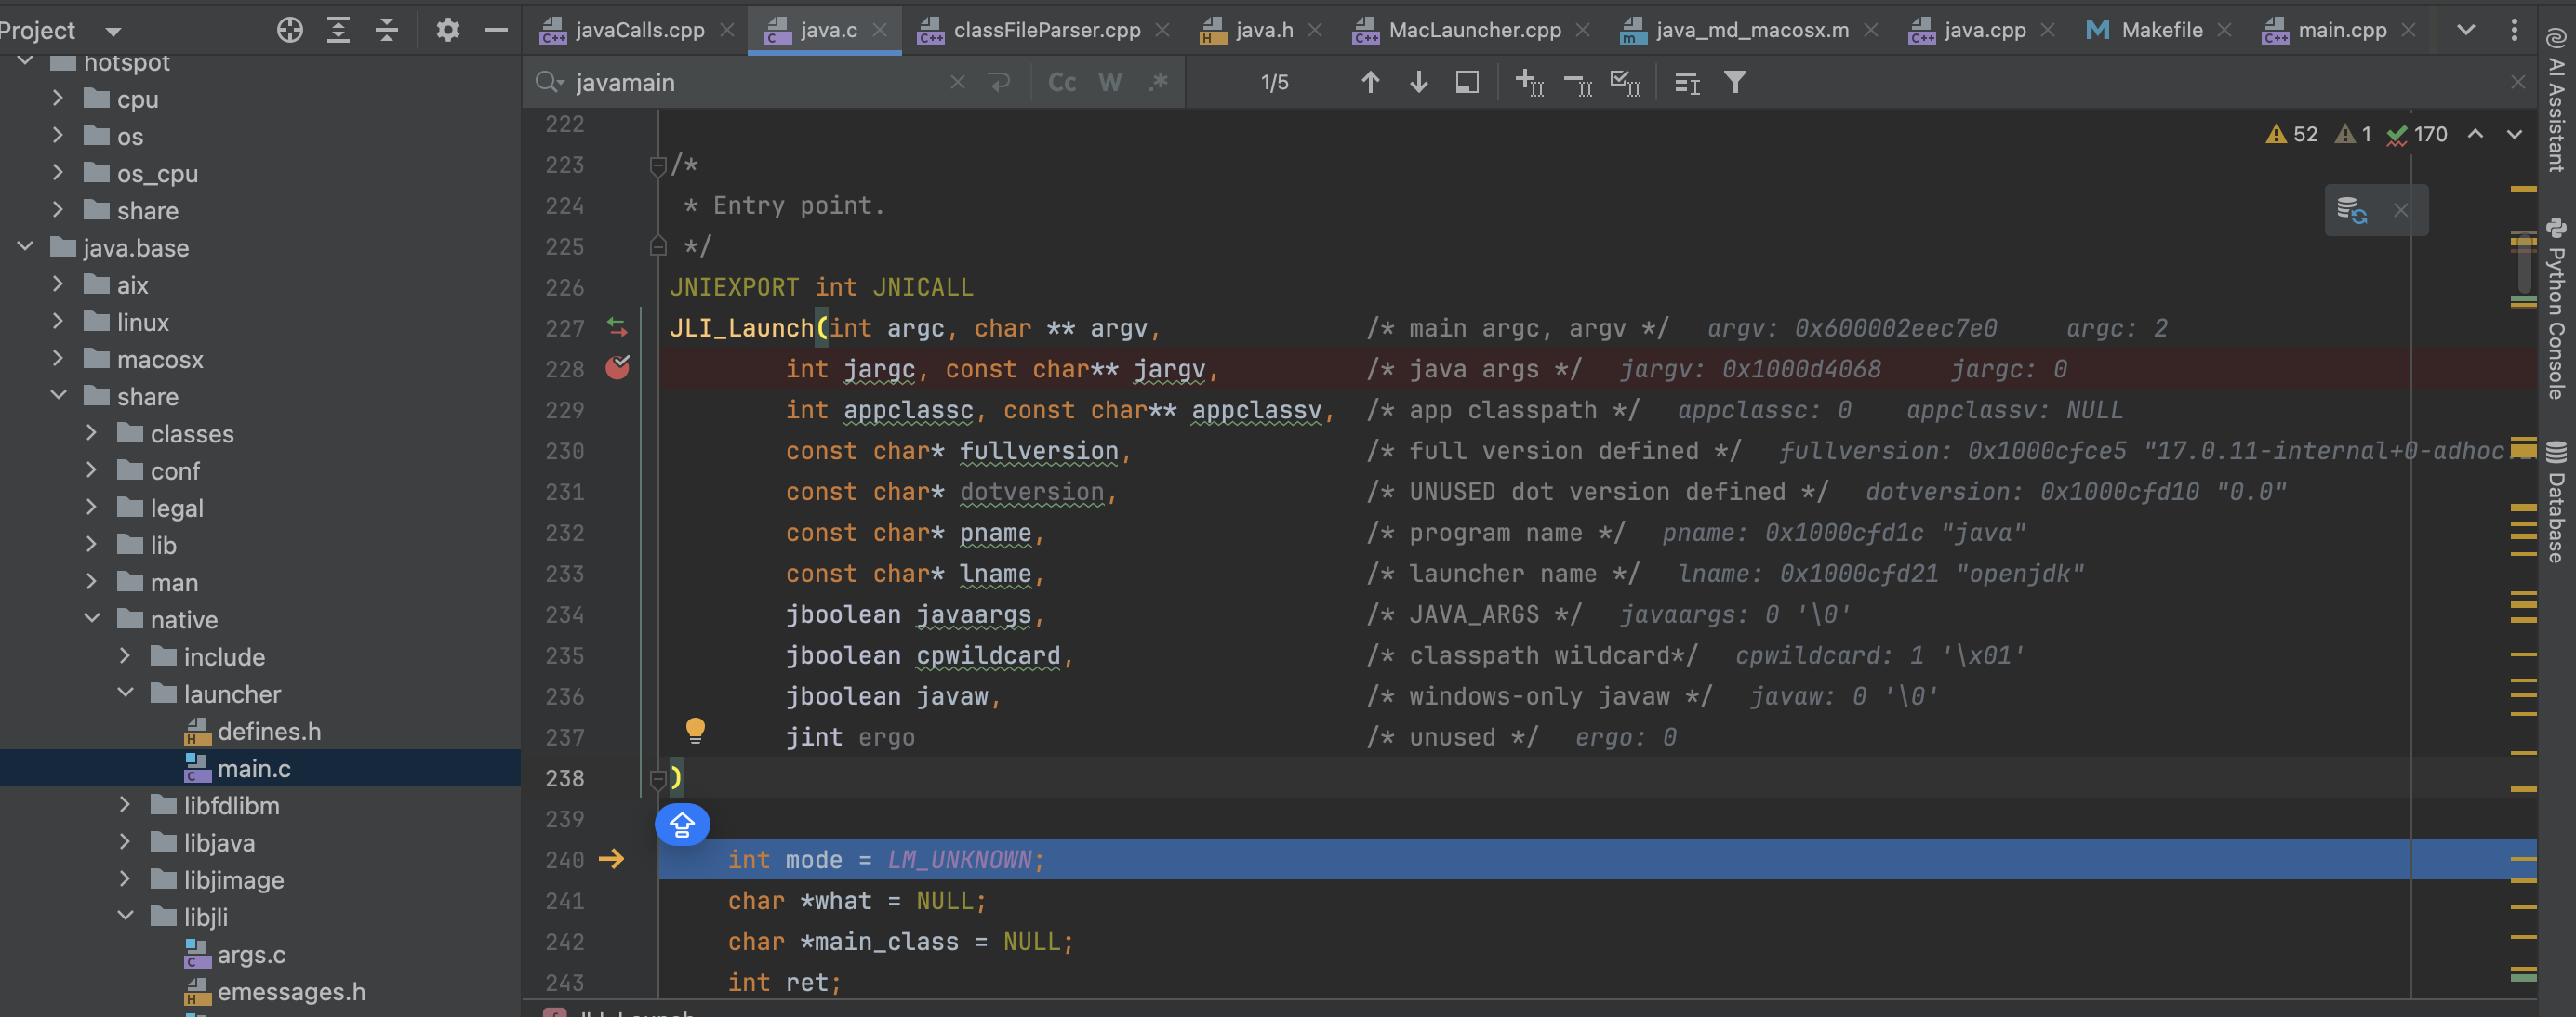 Project
javaCalls.cpp
java.c
classFileParser.cpp
java.h
MacLauncher.cpp
java_md_macosx.m
java.cpp
Makefile
main.cpp
javamain
Cc W .*
1/5
hotspot
cpu
os
os_cpu
share
java.base
aix
linux
macosx
share
classes
conf
legal
lib
man
native
include
launcher
defines.h
main.c
libfdlibm
libjava
libjimage
libjli
args.c
emessages.h
52 1 170
222
223 /*
224 * Entry point.
225 */
226 JNIEXPORT int JNICALL
227 JLI_Launch(int argc, char ** argv, /* main argc, argv */ argv: 0x600002eec7e0 argc: 2
228 int jargc, const char** jargv, /* java args */ jargv: 0x1000d4068 jargc: 0
229 int appclassc, const char** appclassv, /* app classpath */ appclassc: 0 appclassv: NULL
230 const char* fullversion, /* full version defined */ fullversion: 0x1000cfce5 "17.0.11-internal+0-adhoc.
231 const char* dotversion, /* UNUSED dot version defined */ dotversion: 0x1000cfd10 "0.0"
232 const char* pname, /* program name */ pname: 0x1000cfd1c "java"
233 const char* lname, /* launcher name */ lname: 0x1000cfd21 "openjdk"
234 jboolean javaargs, /* JAVA_ARGS */ javaargs: 0 '\0'
235 jboolean cpwildcard, /* classpath wildcard*/ cpwildcard: 1 '\x01'
236 jboolean javaw, /* windows-only javaw */ javaw: 0 '\0'
237 jint ergo /* unused */ ergo: 0
238 )
239
240 int mode = LM_UNKNOWN;
241 char *what = NULL;
242 char *main_class = NULL;
243 int ret;
AI Assistant
Python Console
Database